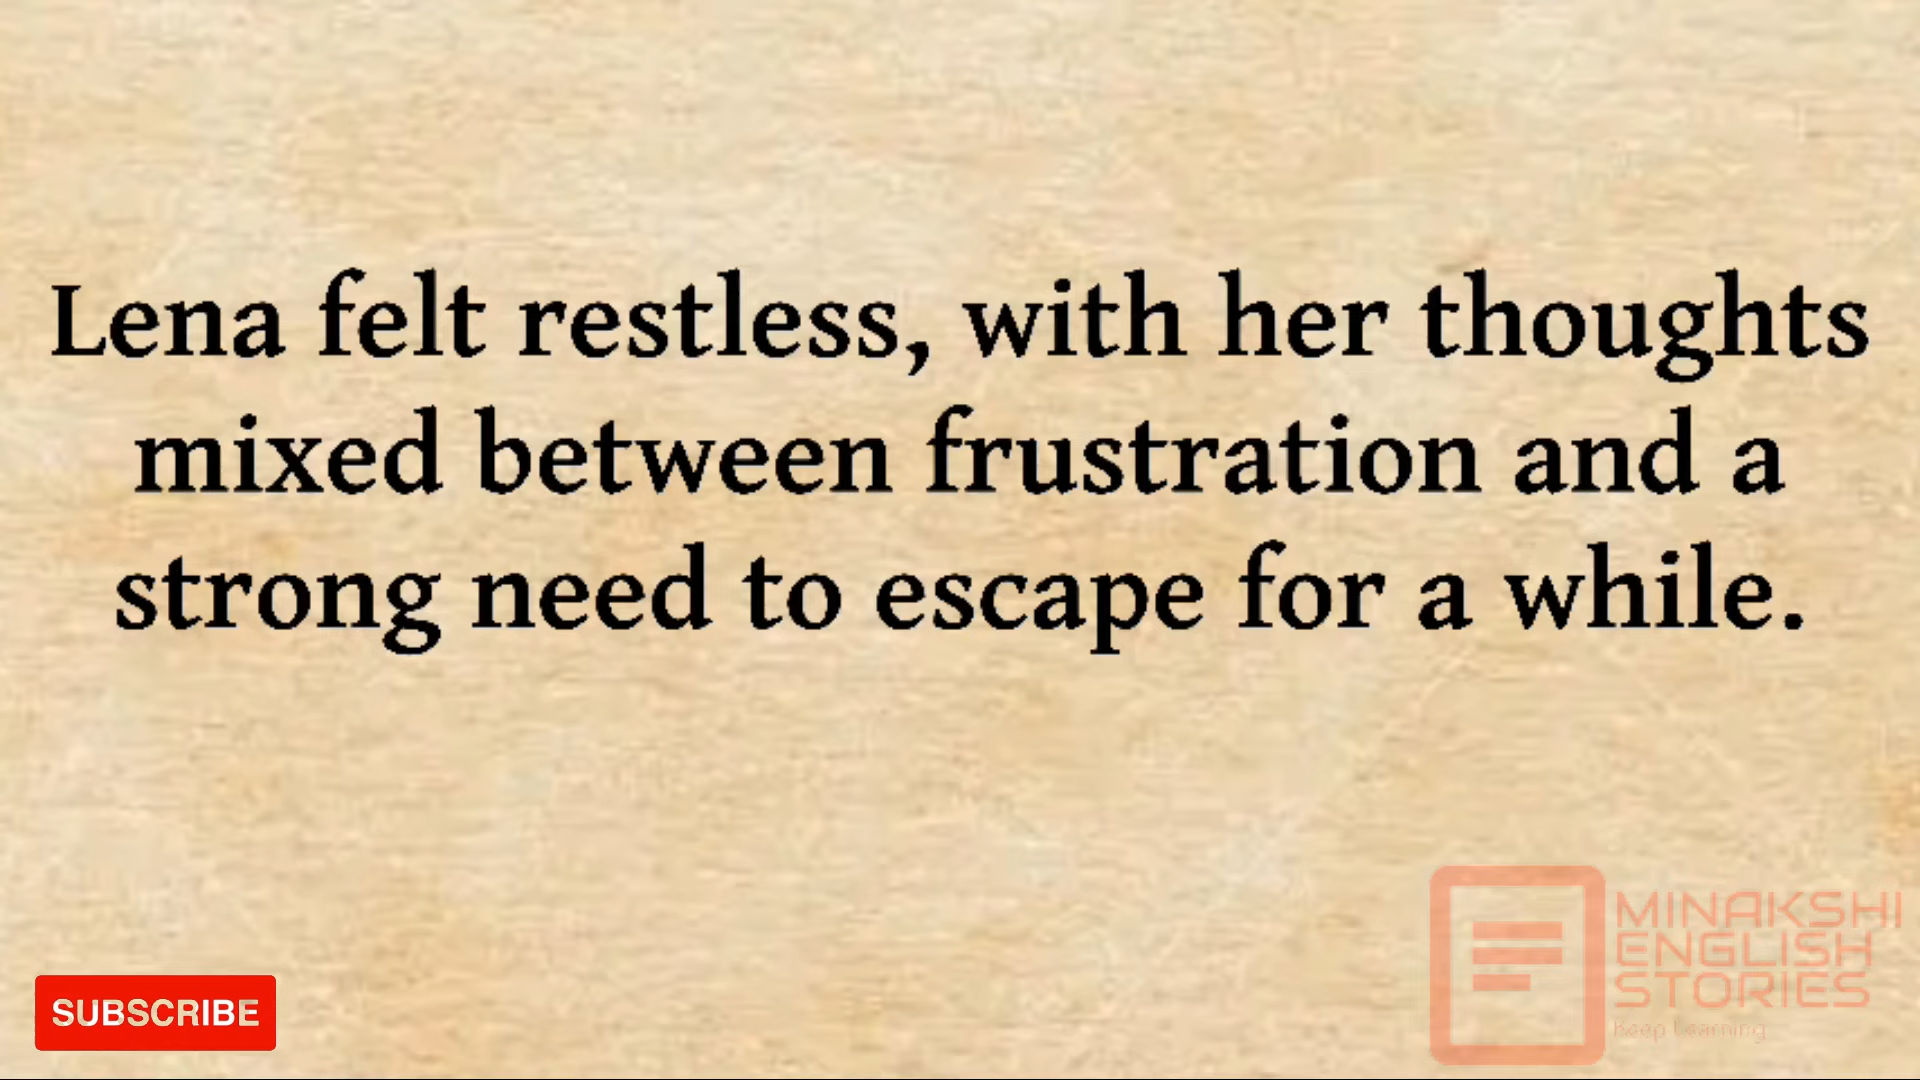 Lena felt restless, with her thoughts
mixed between frustration and a
strong need to escape for a while.
SUBSCRIBE
MINAKSHI
ENGLISH
STORIES
Keep Learning